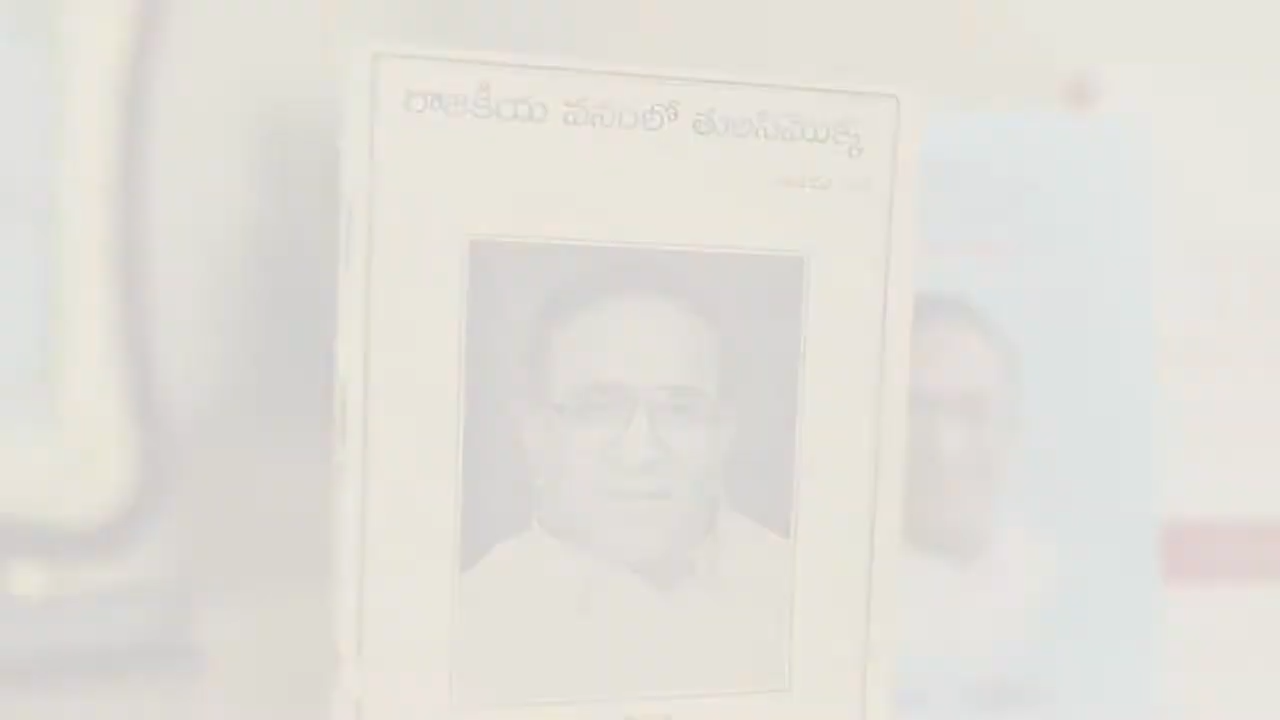 రాజకీయ వనంలో తులసిమొక్క